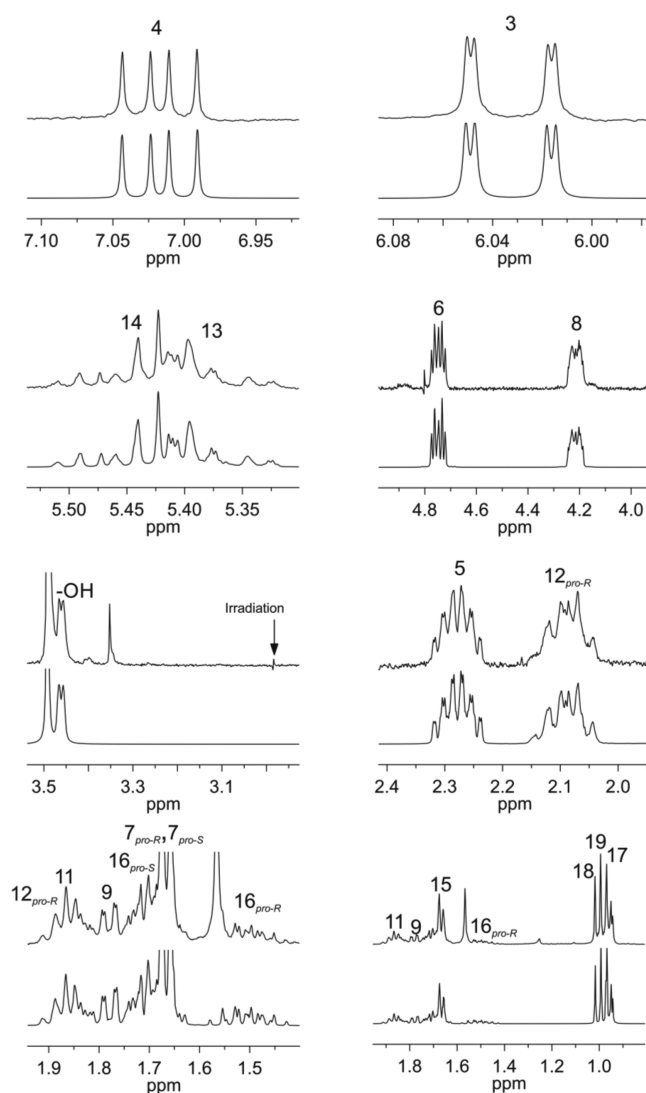 4
7.10 7.05 7.00 6.95
ppm
3
6.08 6.04 6.00
ppm
14 13
5.50 5.45 5.40 5.35
ppm
6 8
4.8 4.6 4.4 4.2 4.0
ppm
-OH
Irradiation
3.5 3.3 3.1
ppm
5 12pro-R
2.4 2.3 2.2 2.1 2.0
ppm
7pro-R, 7pro-S
16pro-S
12pro-R 11 9 16pro-R
1.9 1.8 1.7 1.6 1.5
ppm
19
18 17
15
11 9 16pro-R
1.8 1.6 1.4 1.2 1.0
ppm